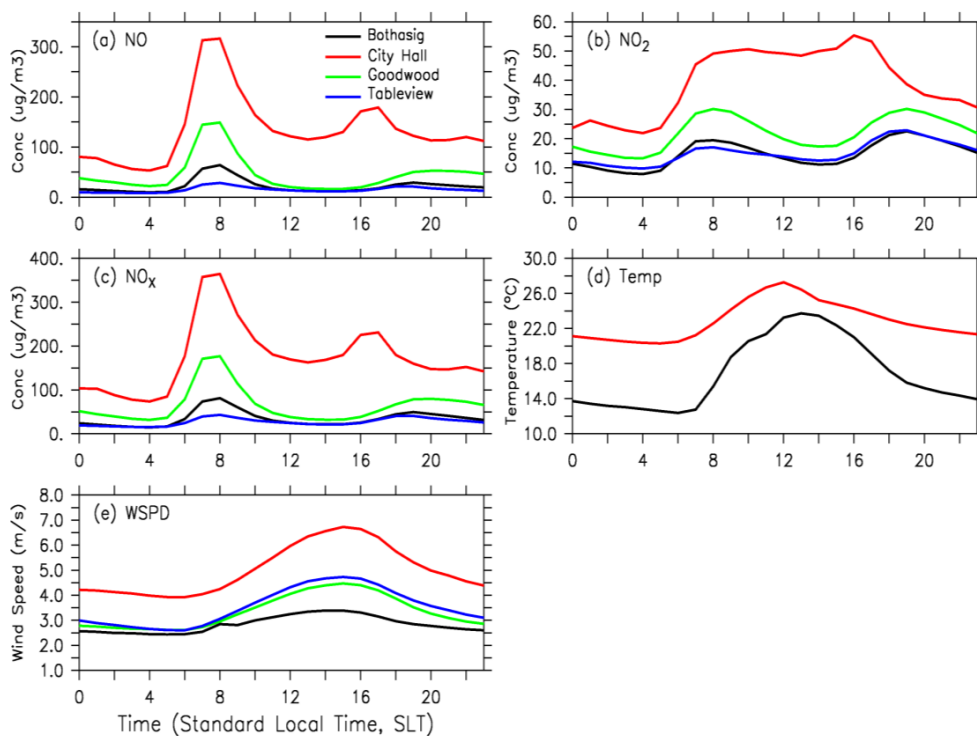 (a) NO
Bothasig
City Hall
Goodwood
Tableview
Conc (ug/m3)
300.
200.
100.
0.
0 4 8 12 16 20
(b) NO2
Conc (ug/m3)
60.
50.
40.
30.
20.
10.
0.
0 4 8 12 16 20
(c) NOX
Conc (ug/m3)
400.
300.
200.
100.
0.
0 4 8 12 16 20
(d) Temp
Temperature (°C)
30.0
26.0
22.0
18.0
14.0
10.0
0 4 8 12 16 20
(e) WSPD
Wind Speed (m/s)
8.0
7.0
6.0
5.0
4.0
3.0
2.0
1.0
0 4 8 12 16 20
Time (Standard Local Time, SLT)